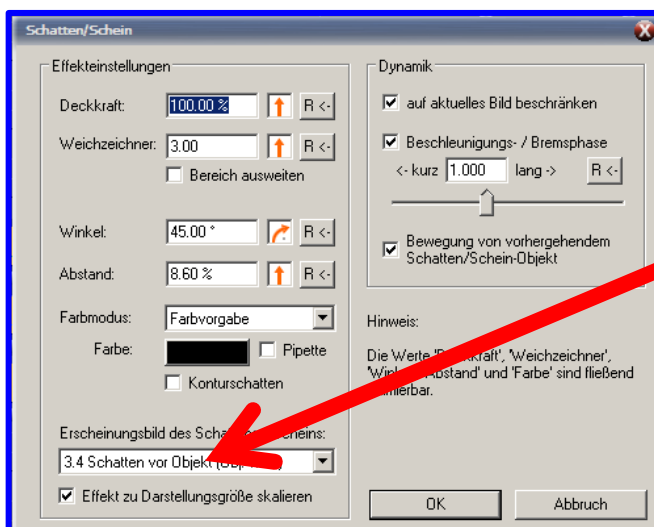 Schatten/Schein
Effekteinstellungen
Deckkraft: 100.00 % R <-
Weichzeichner: 3.00 R <-
Bereich ausweiten
Winkel: 45.00 ° R <-
Abstand: 8.60 % R <-
Farbmodus: Farbvorgabe
Farbe: Pipette
Konturschatten
Erscheinungsbild des
3.4 Schatten vor Objekt
Effekt zu Darstellungsgröße skalieren
Dynamik
auf aktuelles Bild beschränken
Beschleunigungs- / Bremsphase
<- kurz 1.000 lang -> R <-
Bewegung von vorhergehendem
Schatten/Schein-Objekt
Hinweis:
Die Werte 'Weichzeichner',
und 'Farbe' sind fließend
OK Abbruch